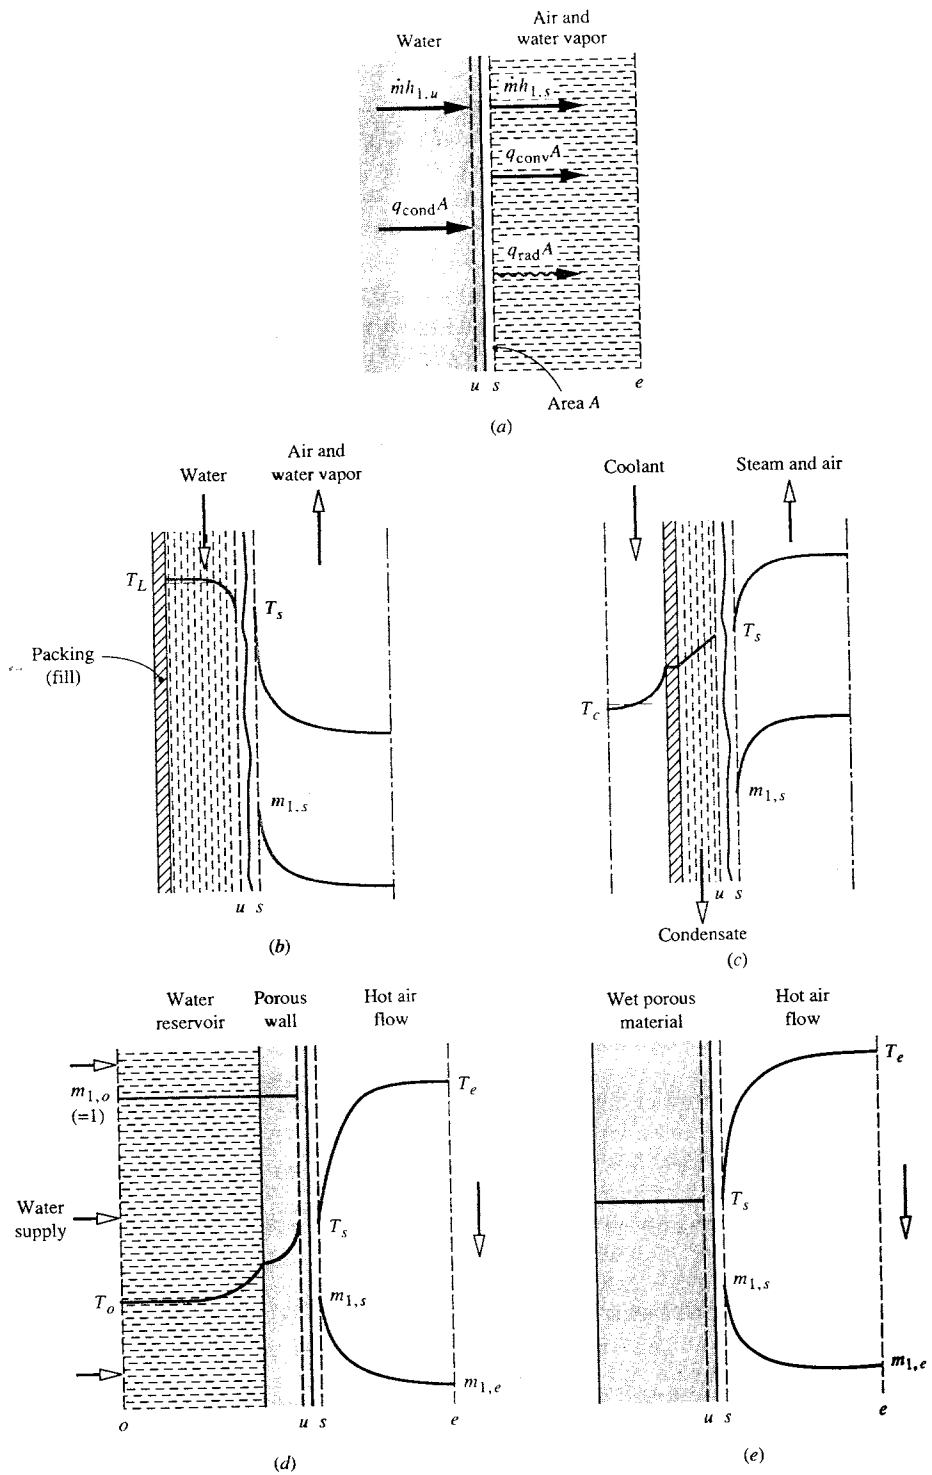 Water
Air and
water vapor
ṁh1,u
ṁh1,s
qconvA
qcondA
qradA
u s e
Area A
(a)
Water
Air and
water vapor
TL
Ts
Packing
(fill)
m1,s
u s
(b)
Coolant
Steam and air
Ts
Tc
m1,s
u s
Condensate
(c)
Water
reservoir
Porous
wall
Hot air
flow
m1,o
(=1)
Te
Water
supply
Ts
To
m1,s
m1,e
o u s e
(d)
Wet porous
material
Hot air
flow
Te
Ts
m1,s
m1,e
u s e
(e)